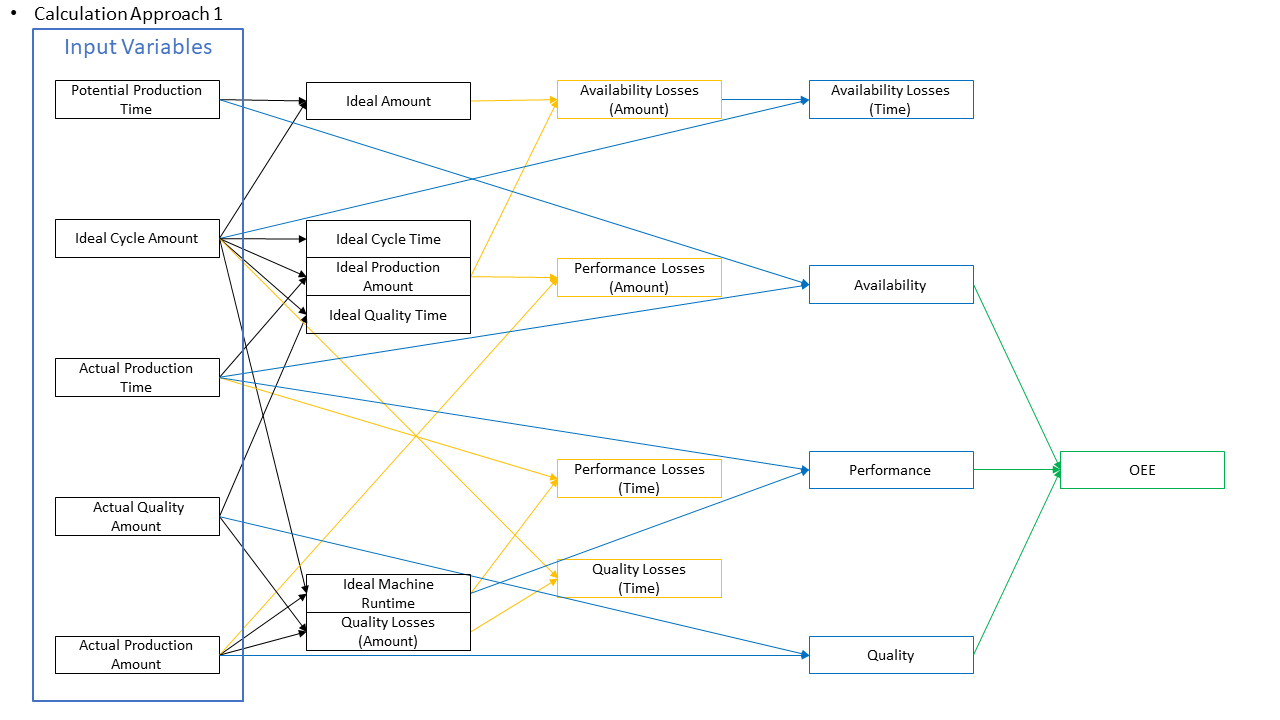 • Calculation Approach 1
Input Variables
Potential Production
Time
Ideal Cycle Amount
Actual Production
Time
Actual Quality
Amount
Actual Production
Amount
Ideal Amount
Ideal Cycle Time
Ideal Production
Amount
Ideal Quality Time
Ideal Machine
Runtime
Quality Losses
(Amount)
Availability Losses
(Amount)
Performance Losses
(Amount)
Performance Losses
(Time)
Quality Losses
(Time)
Availability Losses
(Time)
Availability
Performance
Quality
OEE